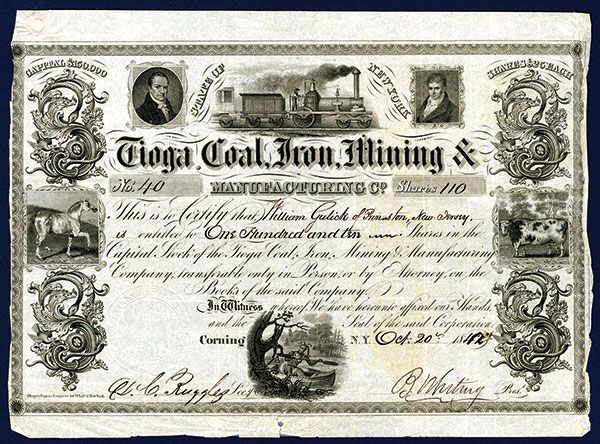 CAPITAL $150,000
STATE OF
NEW YORK
SHARES $25 EACH
Tioga, Coal, Iron, Mining &
No. 40
MANUFACTURING Co
Shares 110
This is to Certify that William Gulick of Princeton, New Jersey,
is entitled to One Hundred and ten Shares in the
Capital Stock of the Tioga Coal, Iron, Mining & Manufacturing
Company, transferable only in Person, or by Attorney, on the
Books of the said Company.
In Witness whereof, We have hereunto affixed our Hands,
and the Seal of the said Corporation.
Corning N.Y. Oct. 20th 1842
S. C. Ruggles Secy
Pres.